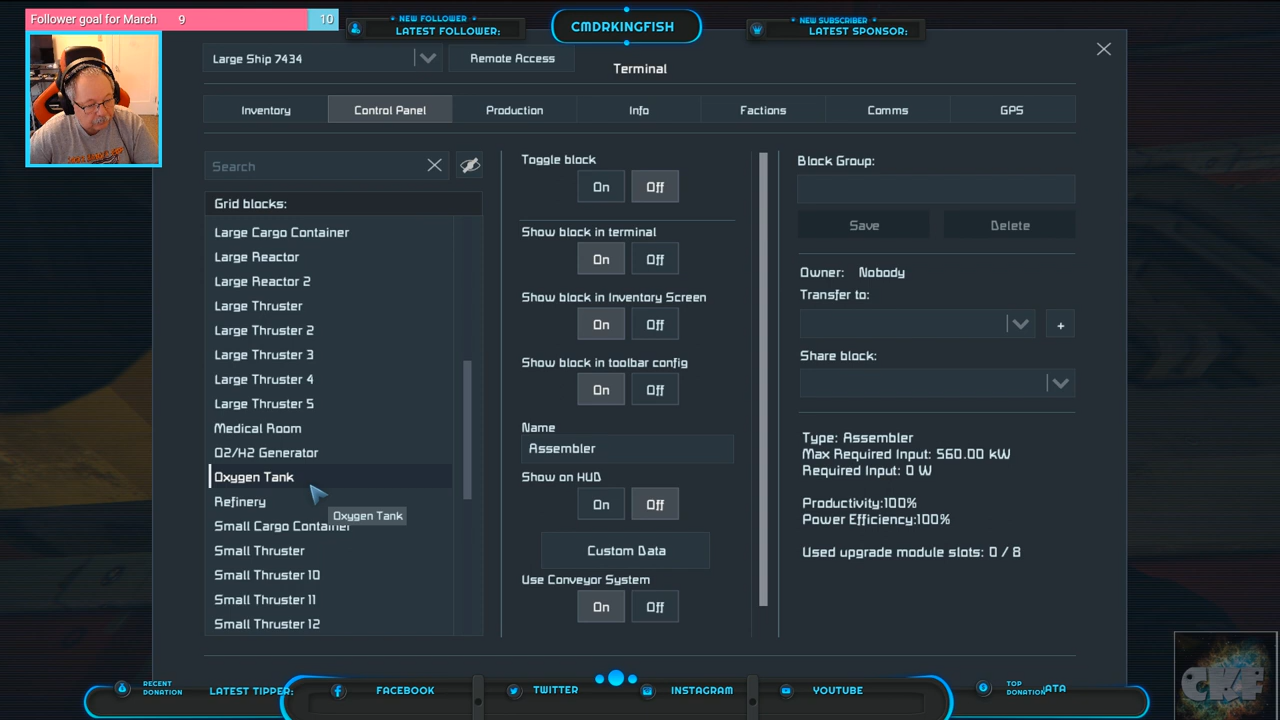 Follower goal for March 9 10
NEW FOLLOWER
LATEST FOLLOWER:
CMDRKINGFISH
NEW SUBSCRIBER
LATEST SPONSOR:
Large Ship 7434
Remote Access
Terminal
Inventory
Control Panel
Production
Info
Factions
Comms
GPS
Search
Grid blocks:
Large Cargo Container
Large Reactor
Large Reactor 2
Large Thruster
Large Thruster 2
Large Thruster 3
Large Thruster 4
Large Thruster 5
Medical Room
O2/H2 Generator
Oxygen Tank
Refinery
Oxygen Tank
Small Cargo Container
Small Thruster
Small Thruster 10
Small Thruster 11
Small Thruster 12
Toggle block
On Off
Show block in terminal
On Off
Show block in Inventory Screen
On Off
Show block in toolbar config
On Off
Name
Assembler
Show on HUD
On Off
Custom Data
Use Conveyor System
On Off
Block Group:
Save Delete
Owner: Nobody
Transfer to:
+
Share block:
Type: Assembler
Max Required Input: 560.00 kW
Required Input: 0 W
Productivity:100%
Power Efficiency:100%
Used upgrade module slots: 0 / 8
RECENT
DONATION
LATEST TIPPER:
FACEBOOK
TWITTER
INSTAGRAM
YOUTUBE
TOP
DONATION
ATA
CKF